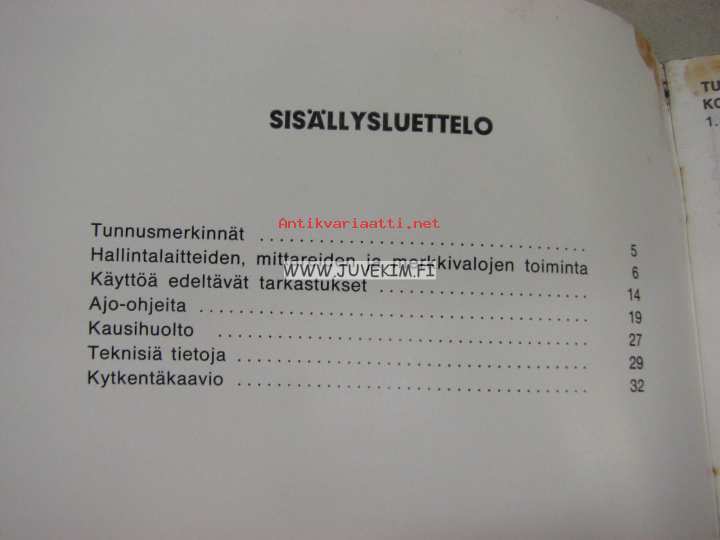 SISÄLLYSLUETTELO
Antikvariaatti.net
Tunnusmerkinnät 5
Hallintalaitteiden, mittareiden ja merkkivalojen toiminta 6
WWW.JUVEKIM.FI
Käyttöä edeltävät tarkastukset 14
Ajo-ohjeita 19
Kausihuolto 27
Teknisiä tietoja 29
Kytkentäkaavio 32
TU
KO
1.